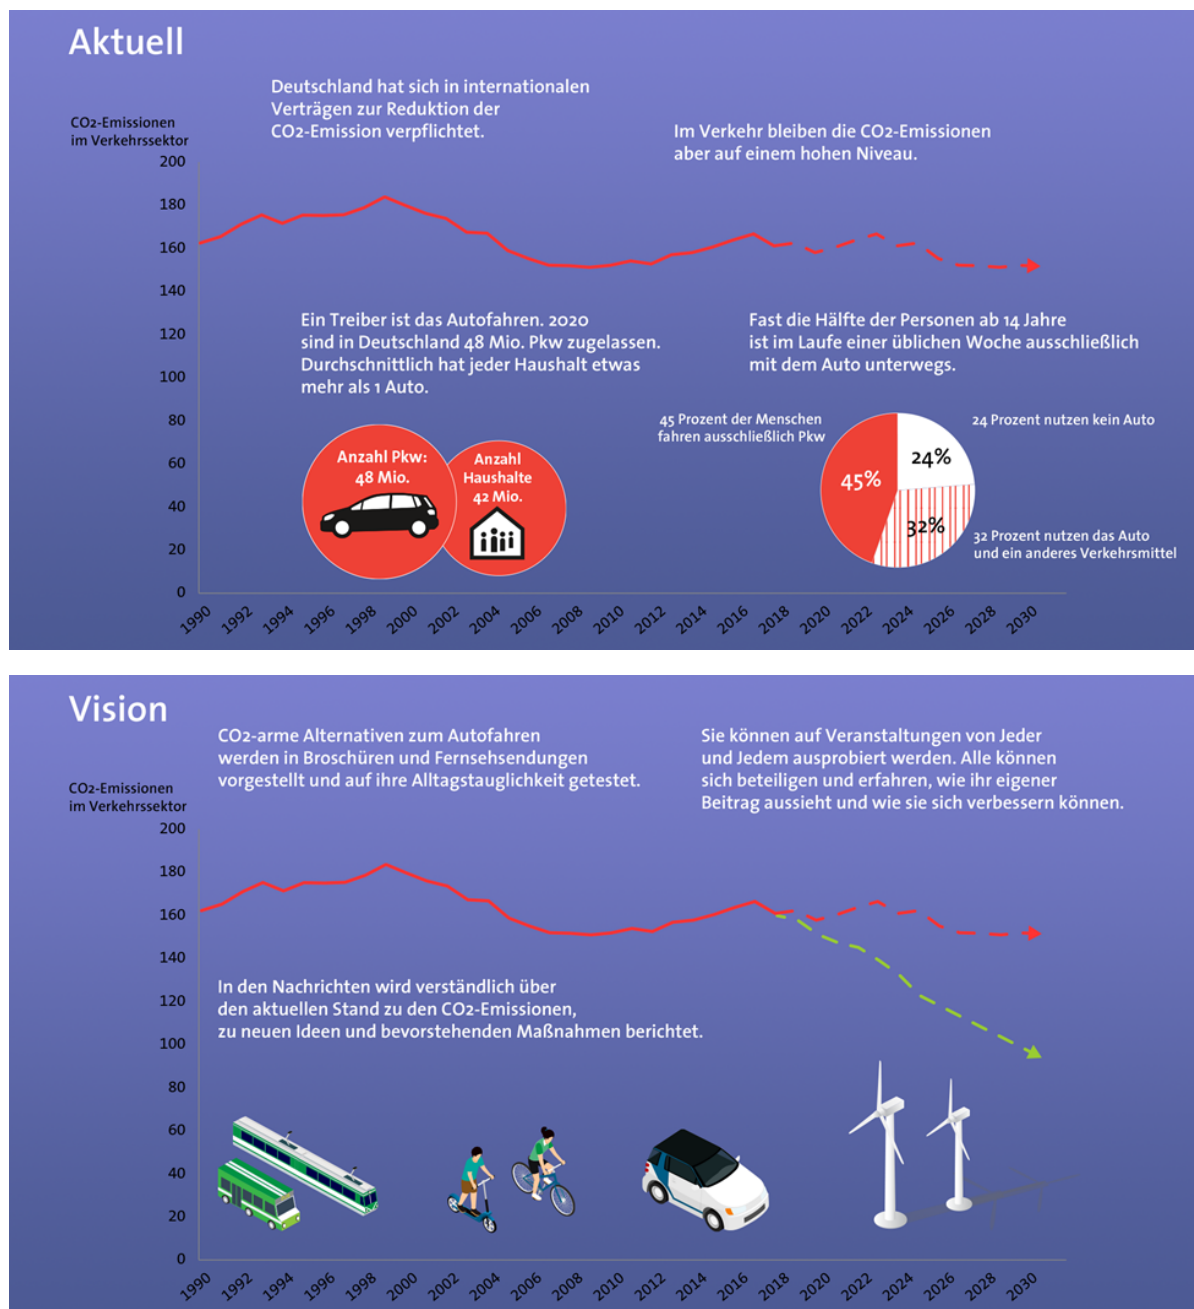 Aktuell
Deutschland hat sich in internationalen
Verträgen zur Reduktion der
CO2-Emission verpflichtet.
Im Verkehr bleiben die CO2-Emissionen
aber auf einem hohen Niveau.
CO2-Emissionen
im Verkehrssektor
200
180
160
140
120
100
80
60
40
20
0
Ein Treiber ist das Autofahren. 2020
sind in Deutschland 48 Mio. Pkw zugelassen.
Durchschnittlich hat jeder Haushalt etwas
mehr als 1 Auto.
Fast die Hälfte der Personen ab 14 Jahre
ist im Laufe einer üblichen Woche ausschließlich
mit dem Auto unterwegs.
Anzahl Pkw:
48 Mio.
Anzahl
Haushalte
42 Mio.
45 Prozent der Menschen
fahren ausschließlich Pkw
24 Prozent nutzen kein Auto
45%
24%
32%
32 Prozent nutzen das Auto
und ein anderes Verkehrsmittel
1990
1992
1994
1996
1998
2000
2002
2004
2006
2008
2010
2012
2014
2016
2018
2020
2022
2024
2026
2028
2030
Vision
CO2-arme Alternativen zum Autofahren
werden in Broschüren und Fernsehsendungen
vorgestellt und auf ihre Alltagstauglichkeit getestet.
Sie können auf Veranstaltungen von Jeder
und Jedem ausprobiert werden. Alle können
sich beteiligen und erfahren, wie ihr eigener
Beitrag aussieht und wie sie sich verbessern können.
CO2-Emissionen
im Verkehrssektor
200
180
160
140
120
100
80
60
40
20
0
In den Nachrichten wird verständlich über
den aktuellen Stand zu den CO2-Emissionen,
zu neuen Ideen und bevorstehenden Maßnahmen berichtet.
1990
1992
1994
1996
1998
2000
2002
2004
2006
2008
2010
2012
2014
2016
2018
2020
2022
2024
2026
2028
2030